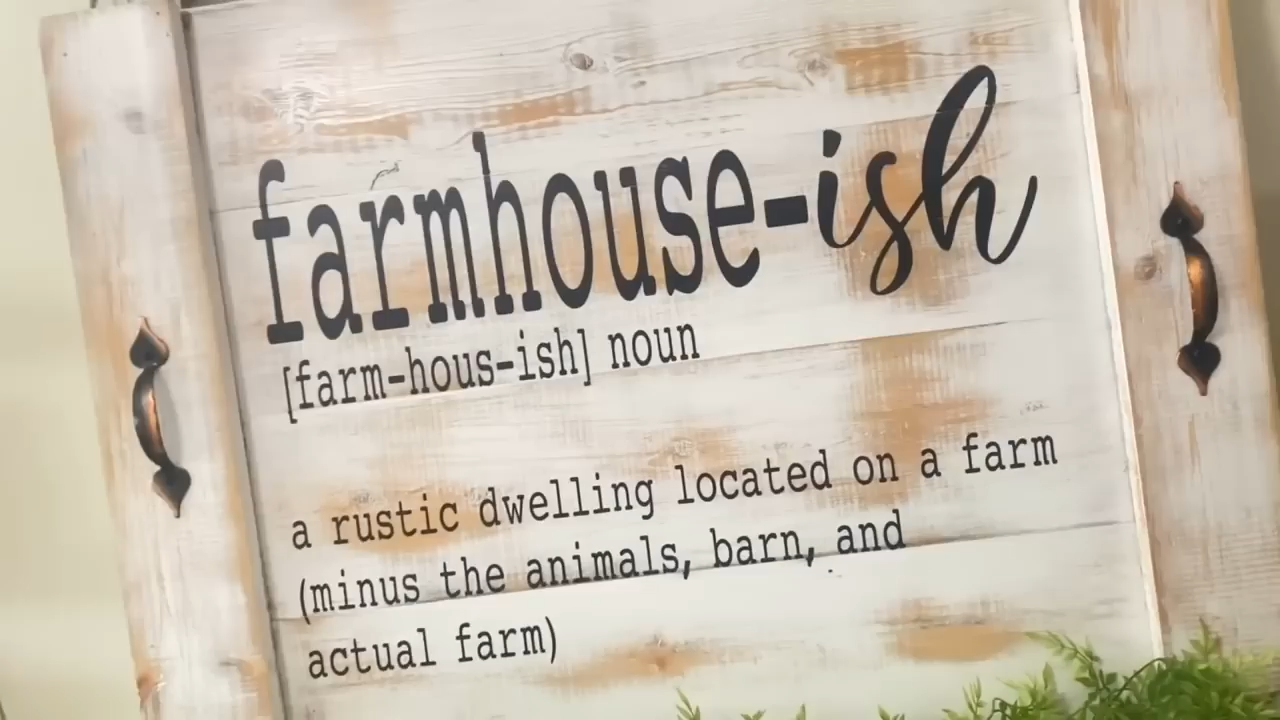 farmhouse-ish
[farm-hous-ish] noun
a rustic dwelling located on a farm
(minus the animals, barn, and
actual farm)